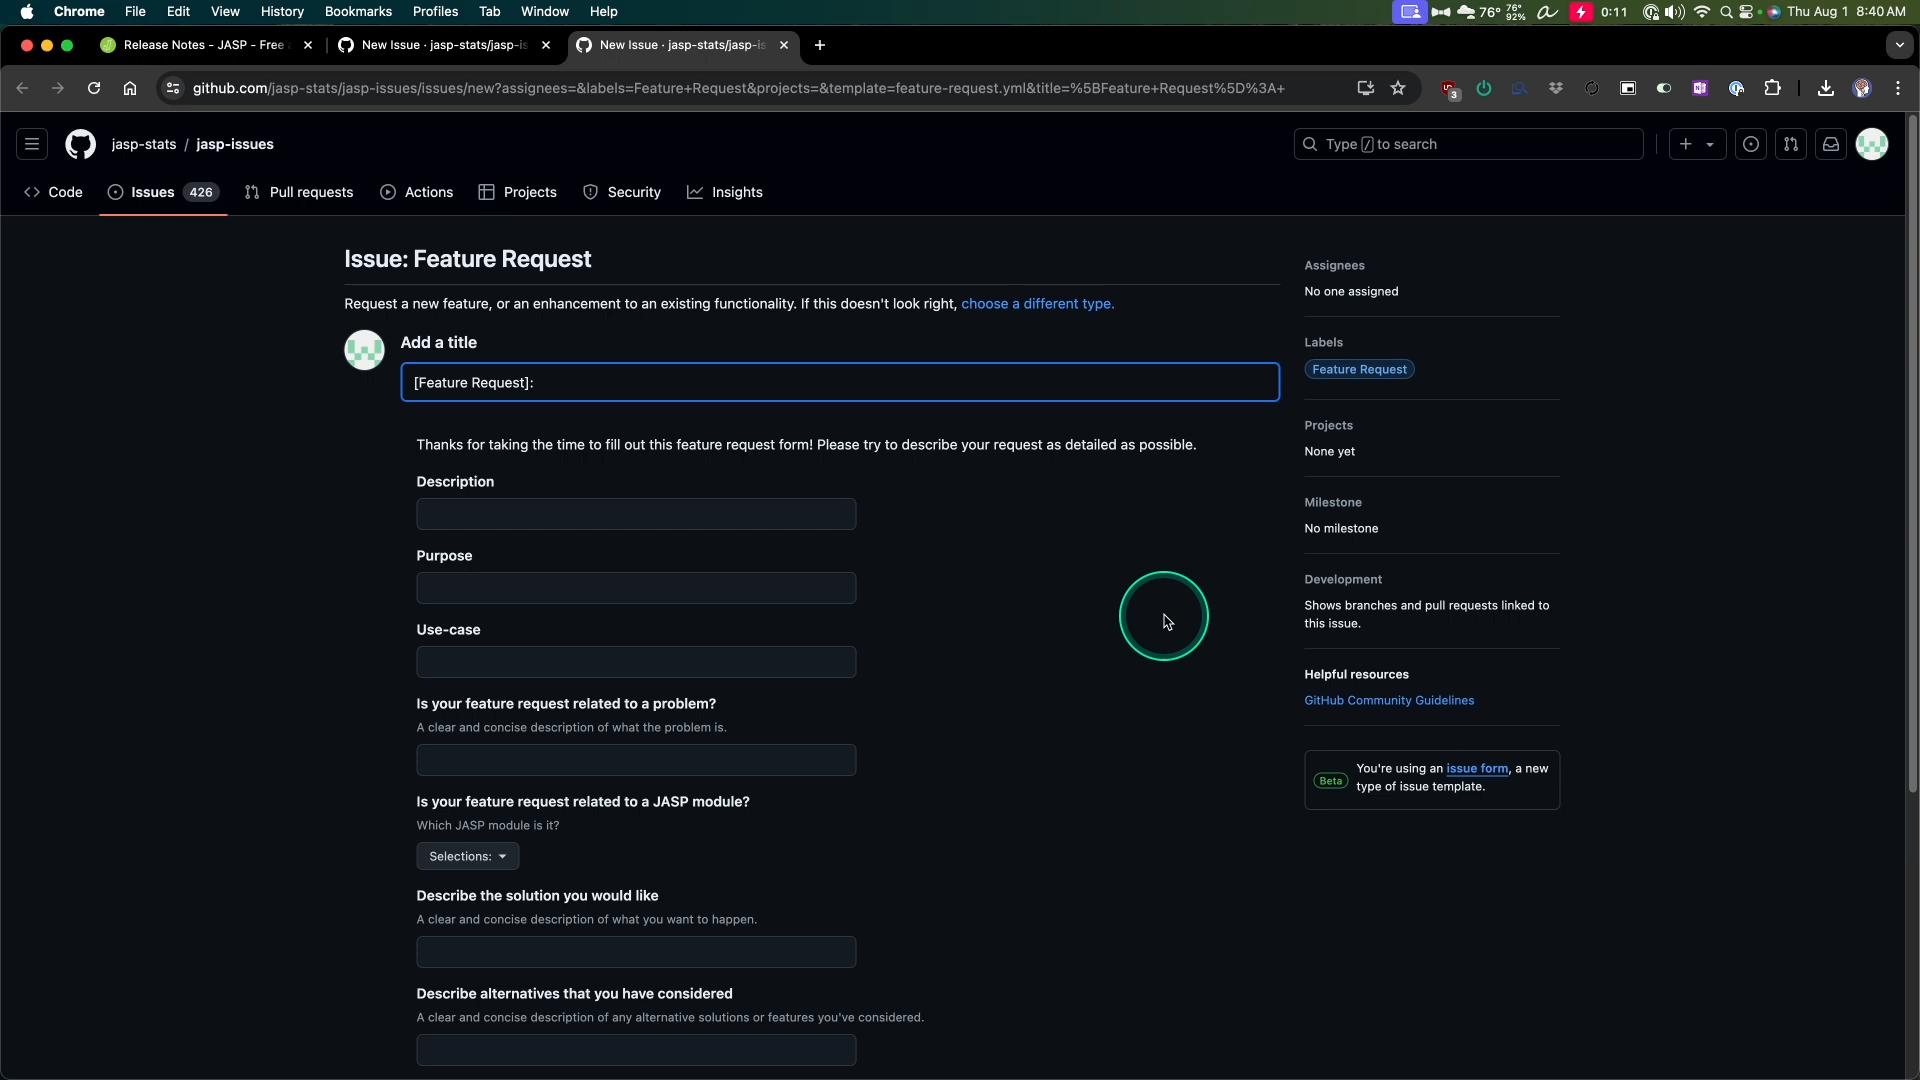 Chrome File Edit View History Bookmarks Profiles Tab Window Help 76° 76° 92% 0:11 Thu Aug 1 8:40 AM
Release Notes - JASP - Free New Issue · jasp-stats/jasp-is New Issue · jasp-stats/jasp-is
github.com/jasp-stats/jasp-issues/issues/new?assignees=&labels=Feature+Request&projects=&template=feature-request.yml&title=%5BFeature+Request%5D%3A+ 3
jasp-stats / jasp-issues Type / to search
Code Issues 426 Pull requests Actions Projects Security Insights
Issue: Feature Request
Request a new feature, or an enhancement to an existing functionality. If this doesn't look right, choose a different type.
Add a title
[Feature Request]:
Thanks for taking the time to fill out this feature request form! Please try to describe your request as detailed as possible.
Description
Purpose
Use-case
Is your feature request related to a problem?
A clear and concise description of what the problem is.
Is your feature request related to a JASP module?
Which JASP module is it?
Selections:
Describe the solution you would like
A clear and concise description of what you want to happen.
Describe alternatives that you have considered
A clear and concise description of any alternative solutions or features you've considered.
Assignees
No one assigned
Labels
Feature Request
Projects
None yet
Milestone
No milestone
Development
Shows branches and pull requests linked to
this issue.
Helpful resources
GitHub Community Guidelines
Beta
You're using an issue form, a new
type of issue template.